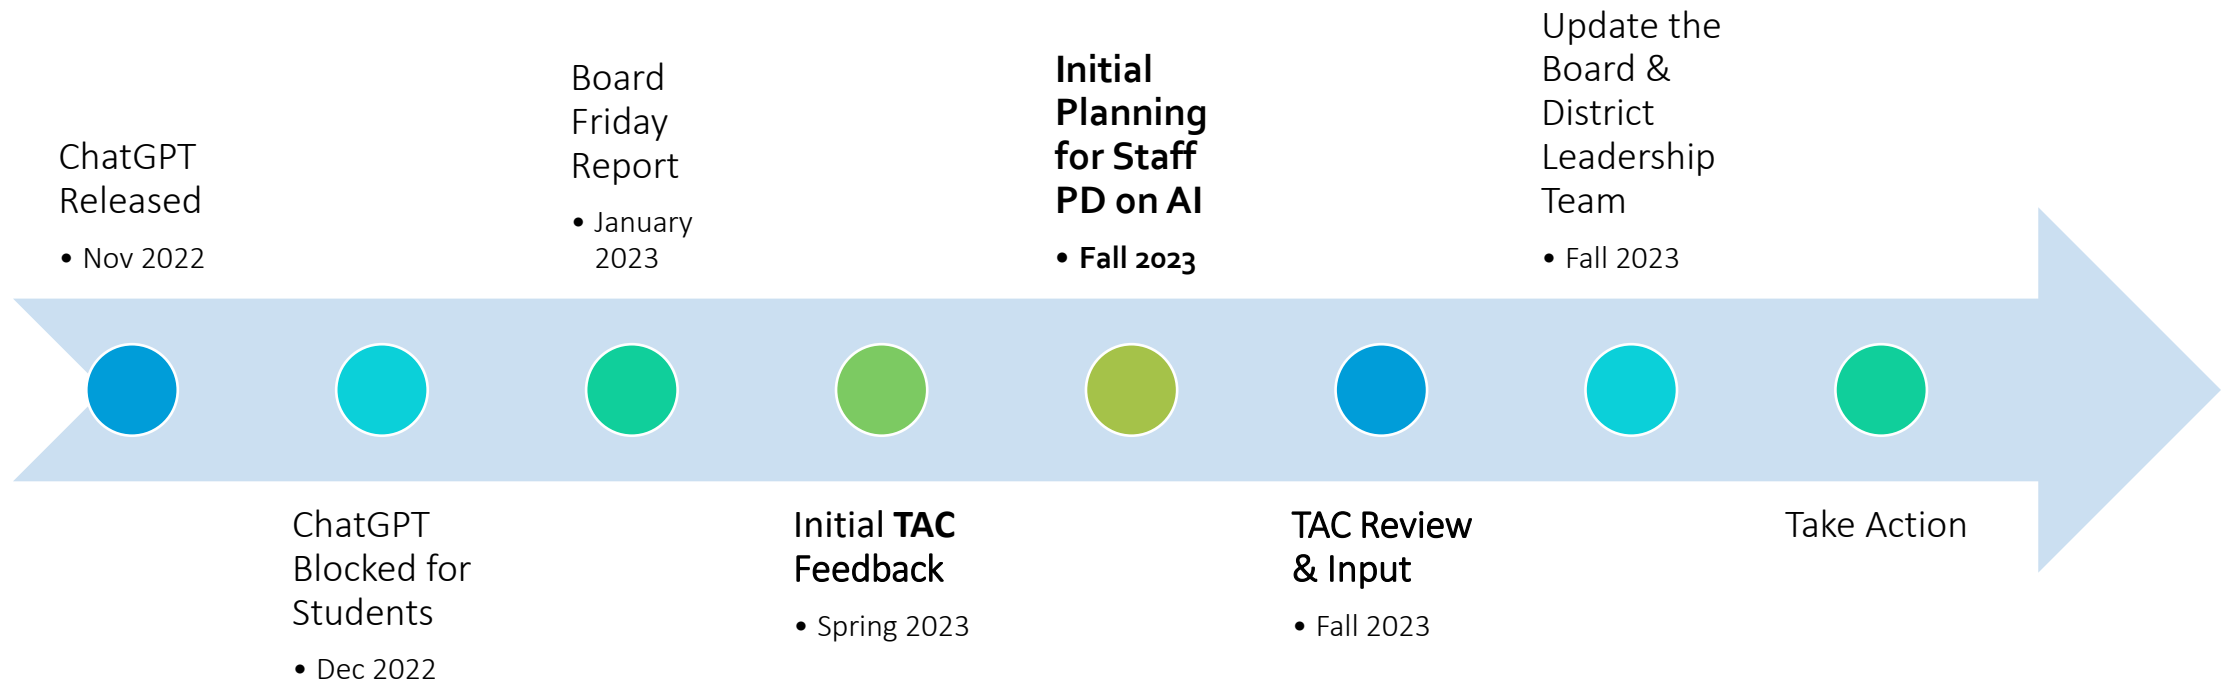 ChatGPT
Released
• Nov 2022
ChatGPT
Blocked for
Students
• Dec 2022
Board
Friday
Report
• January
2023
Initial TAC
Feedback
• Spring 2023
Initial
Planning
for Staff
PD on AI
• Fall 2023
TAC Review
& Input
• Fall 2023
Update the
Board &
District
Leadership
Team
• Fall 2023
Take Action